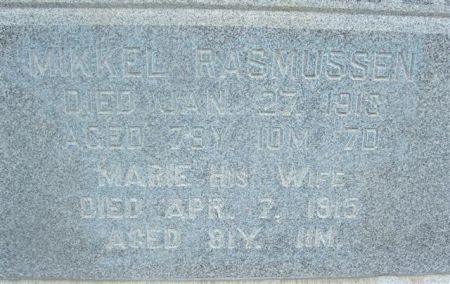 MIKKEL RASMUSSEN
DIED JAN. 27, 1913
AGED 79Y. 10M. 7D.
MARIE HIS WIFE
DIED APR. 7, 1915
AGED 81Y. 11M.